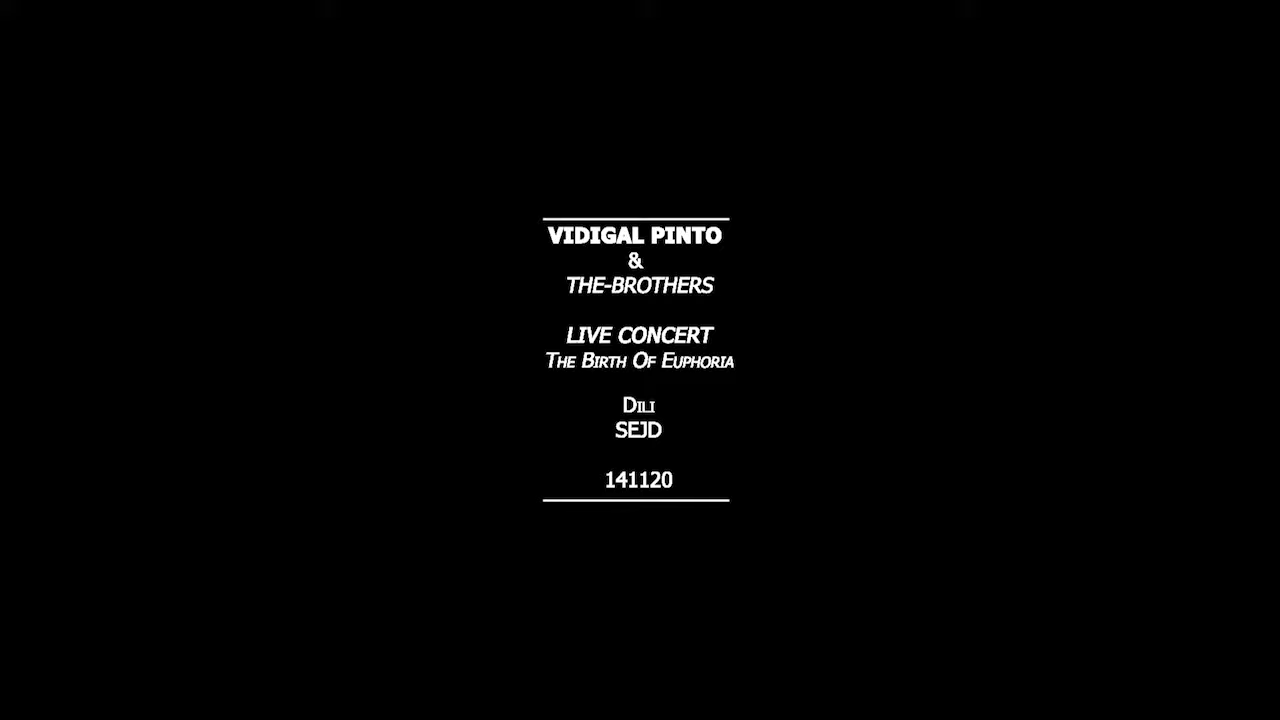 VIDIGAL PINTO
&
THE-BROTHERS
LIVE CONCERT
The Birth Of Euphoria
Dili
SEJD
141120